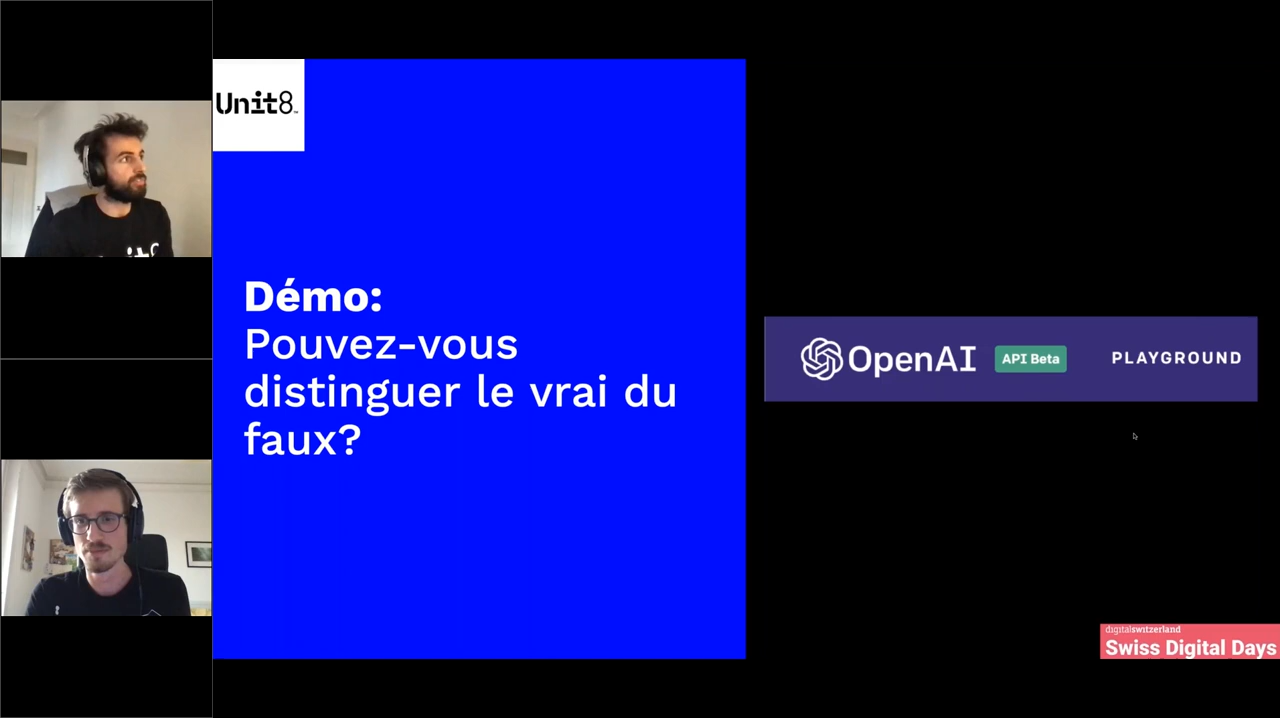 Unit8
Démo:
Pouvez-vous
distinguer le vrai du
faux?
OpenAI
API Beta
PLAYGROUND
digitalswitzerland
Swiss Digital Days